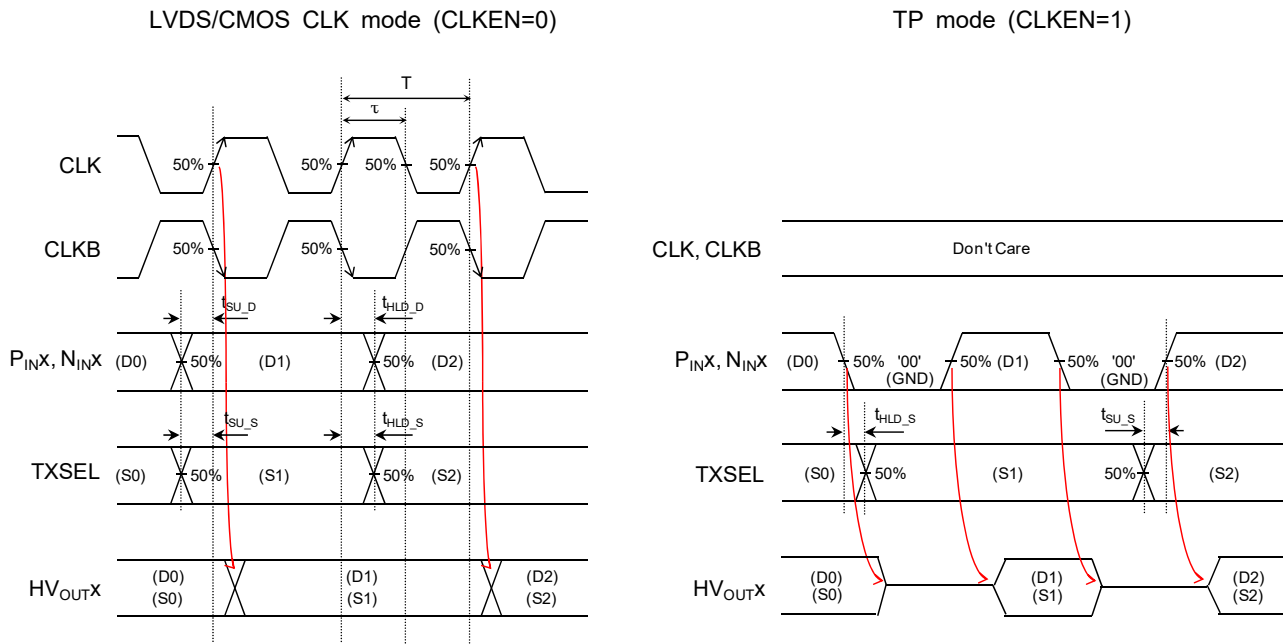 LVDS/CMOS CLK mode (CLKEN=0)
TP mode (CLKEN=1)
T
τ
CLK
50%
50%
50%
50%
CLKB
50%
50%
50%
tSU_D
tHLD_D
PINx, NINx
(D0)
50%
(D1)
50%
(D2)
tSU_S
tHLD_S
TXSEL
(S0)
50%
(S1)
50%
(S2)
HVOUTx
(D0)
(S0)
(D1)
(S1)
(D2)
(S2)
CLK, CLKB
Don't Care
PINx, NINx
(D0)
50%
'00'
(GND)
50%
(D1)
50%
'00'
(GND)
50%
(D2)
tHLD_S
tSU_S
TXSEL
(S0)
50%
(S1)
50%
(S2)
HVOUTx
(D0)
(S0)
(D1)
(S1)
(D2)
(S2)